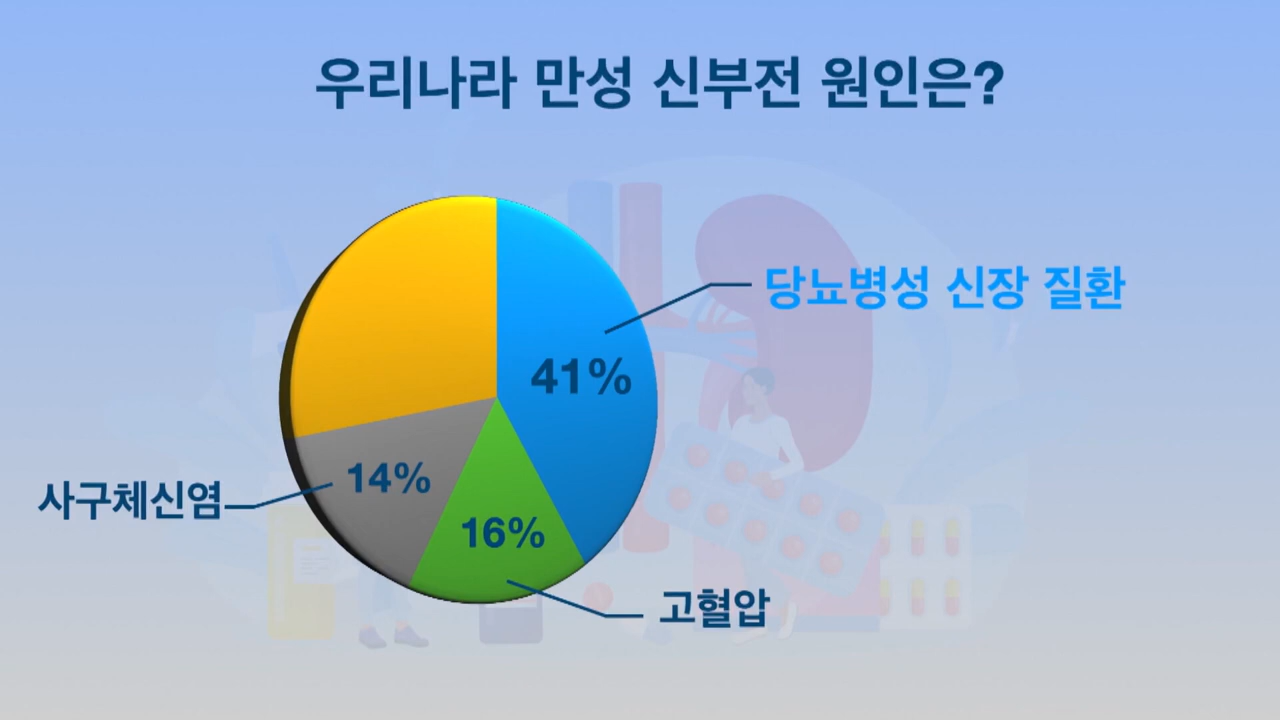 우리나라 만성 신부전 원인은?
당뇨병성 신장 질환
41%
14%
사구체신염
16%
고혈압